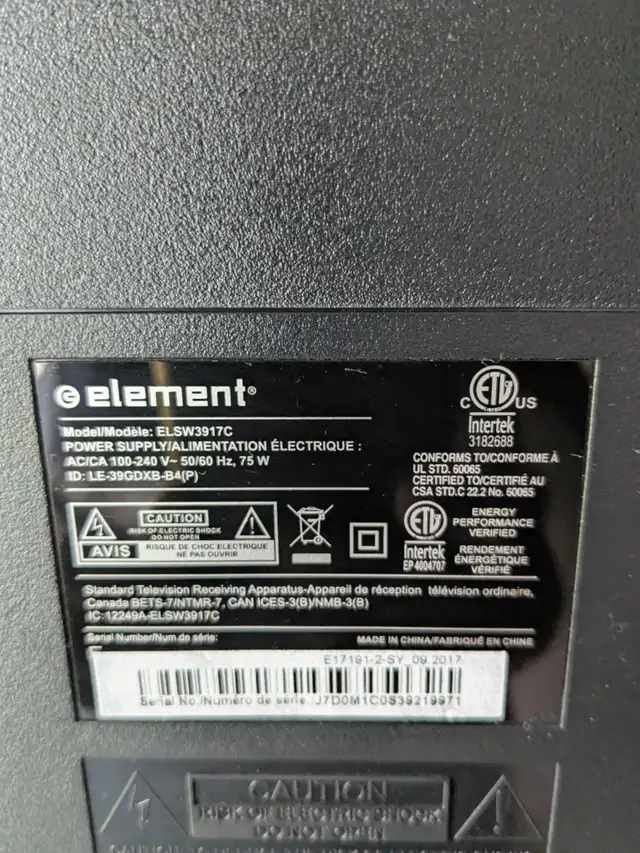 element®
Model/Modèle: ELSW3917C
POWER SUPPLY/ALIMENTATION ÉLECTRIQUE :
AC/CA 100-240 V~ 50/60 Hz, 75 W
ID: LE-39GDXB-B4(P)
C ETL US
LISTED
Intertek
3182688
CONFORMS TO/CONFORME À
UL STD. 60065
CERTIFIED TO/CERTIFIÉ AU
CSA STD.C 22.2 No. 60065
CAUTION
RISK OF ELECTRIC SHOCK
DO NOT OPEN
AVIS
RISQUE DE CHOC ELECTRIQUE
NE PAS OUVRIR
ETL
Intertek
EP 4004707
ENERGY
PERFORMANCE
VERIFIED
RENDEMENT
ÉNERGÉTIQUE
VÉRIFIÉ
Standard Television Receiving Apparatus-Appareil de réception télévision ordinaire,
Canada BETS-7/NTMR-7, CAN ICES-3(B)/NMB-3(B)
IC:12249A-ELSW3917C
Serial Number/Num.de série:
MADE IN CHINA/FABRIQUÉ EN CHINE
E17191-2-SY 09.2017
Serial No./Numéro de série: J7D0M1C0S39219971
CAUTION
RISK OF ELECTRIC SHOCK
DO NOT OPEN